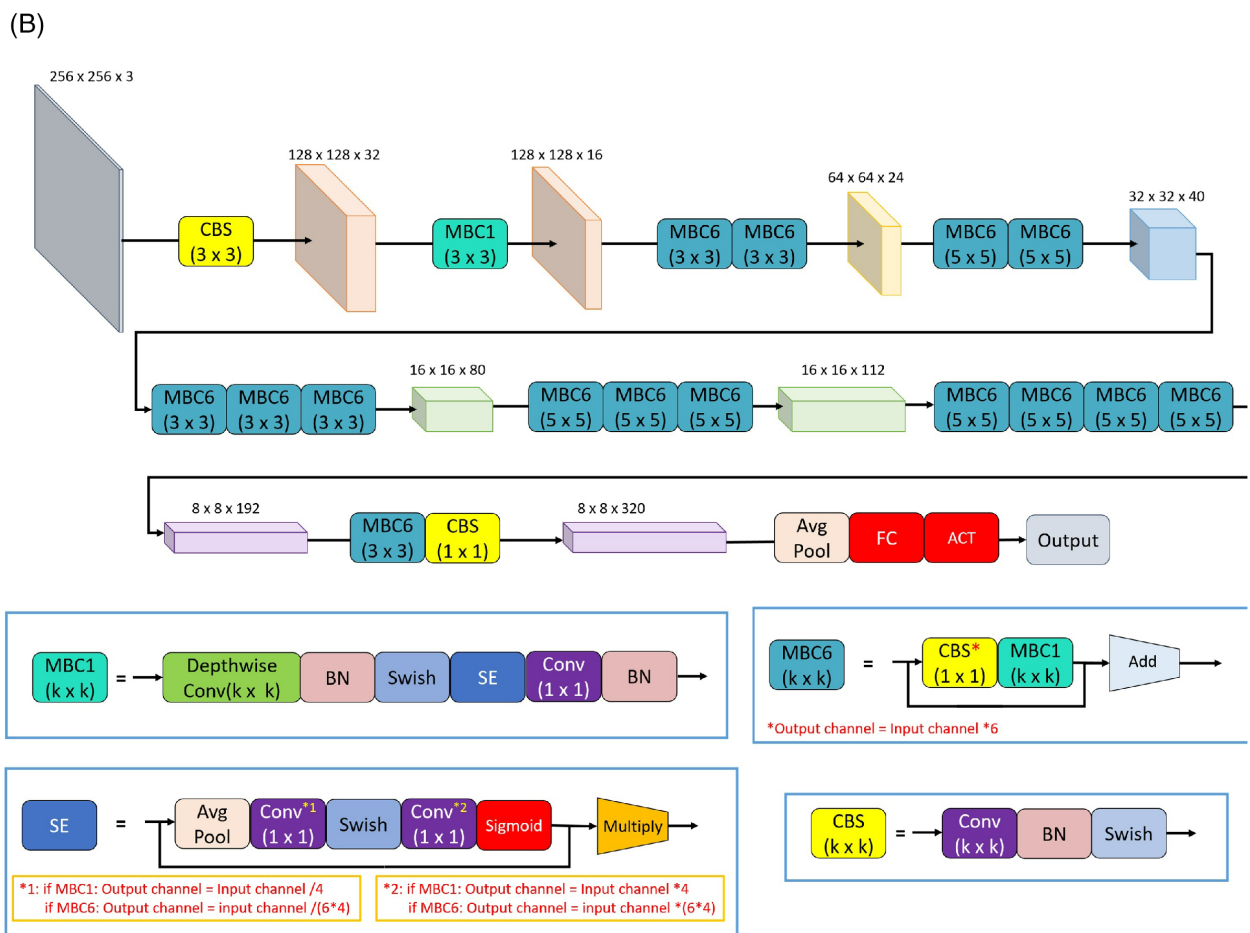 (B)
256 x 256 x 3
128 x 128 x 32
128 x 128 x 16
64 x 64 x 24
32 x 32 x 40
CBS
(3 x 3)
MBC1
(3 x 3)
MBC6
(3 x 3)
MBC6
(3 x 3)
MBC6
(5 x 5)
MBC6
(5 x 5)
16 x 16 x 80
16 x 16 x 112
MBC6
(3 x 3)
MBC6
(3 x 3)
MBC6
(3 x 3)
MBC6
(5 x 5)
MBC6
(5 x 5)
MBC6
(5 x 5)
MBC6
(5 x 5)
MBC6
(5 x 5)
MBC6
(5 x 5)
MBC6
(5 x 5)
8 x 8 x 192
8 x 8 x 320
MBC6
(3 x 3)
CBS
(1 x 1)
Avg
Pool
FC
ACT
Output
MBC1
(k x k)
=
Depthwise
Conv(k x k)
BN
Swish
SE
Conv
(1 x 1)
BN
MBC6
(k x k)
=
CBS*
(1 x 1)
MBC1
(k x k)
Add
*Output channel = Input channel *6
SE
=
Avg
Pool
Conv*1
(1 x 1)
Swish
Conv*2
(1 x 1)
Sigmoid
Multiply
*1: if MBC1: Output channel = Input channel /4
if MBC6: Output channel = input channel /(6*4)
*2: if MBC1: Output channel = Input channel *4
if MBC6: Output channel = input channel *(6*4)
CBS
(k x k)
=
Conv
(k x k)
BN
Swish